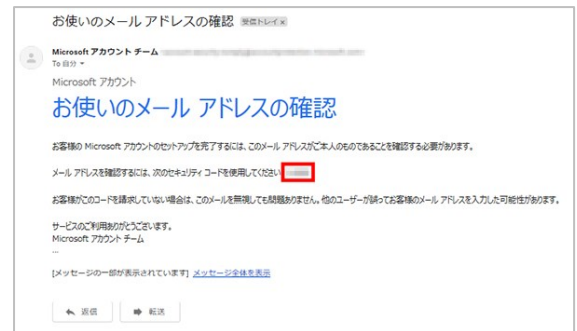 お使いのメール アドレスの確認 受信トレイ x
Microsoft アカウント チーム
To 自分
Microsoft アカウント
お使いのメール アドレスの確認
お客様の Microsoft アカウントのセットアップを完了するには、このメール アドレスがご本人のものであることを確認する必要があります。
メール アドレスを確認するには、次のセキュリティ コードを使用してください:
お客様がこのコードを請求していない場合は、このメールを無視しても問題ありません。他のユーザーが誤ってお客様のメール アドレスを入力した可能性があります。
サービスのご利用ありがとうございます。
Microsoft アカウント チーム
...
[メッセージの一部が表示されています] メッセージ全体を表示
返信 転送